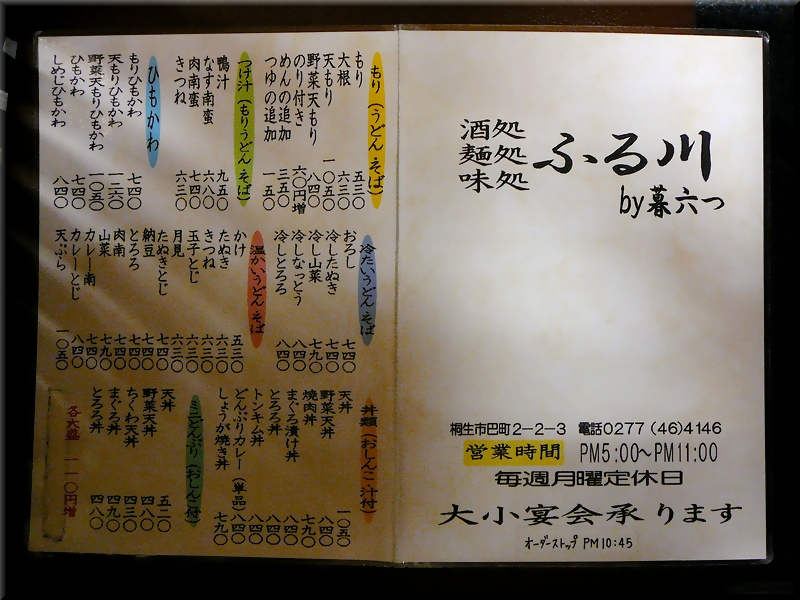 酒処
麺処
味処
ふる川
by暮六つ
桐生市巴町2-2-3 電話0277(46)4146
営業時間 PM5:00〜PM11:00
毎週月曜定休日
大小宴会承ります
オーダーストップ PM10:45
もり(うどん そば)
もり 五三〇
大根 六三〇
天もり 一〇五〇
野菜天もり 八四〇
のり付き 六〇円増
めんの追加 三五〇
つゆの追加 一五〇
つけ汁(もりうどん そば)
鴨汁 九五〇
なす南蛮 六八〇
肉南蛮 七四〇
きつね 六三〇
ひもかわ
もりひもかわ 七四〇
天もりひもかわ 一二六〇
野菜天もりひもかわ 一〇五〇
ひもかわ 七四〇
しめじひもかわ 八四〇
冷たいうどん そば
おろし 七四〇
冷したぬき 七四〇
冷し山菜 七九〇
冷しなっとう 八四〇
冷しとろろ 八四〇
温かいうどん そば
かけ 五三〇
たぬき 六三〇
きつね 六三〇
玉子とじ 六三〇
月見 六三〇
たぬきとじ 七四〇
納豆 七四〇
とろろ 八四〇
肉南 七四〇
山菜 七九〇
カレー南 七四〇
カレーとじ 八四〇
天ぷら 一〇五〇
丼類(おしんこ・汁付)
天丼 一〇五〇
野菜天丼 八四〇
焼肉丼 七九〇
まぐろ漬け丼 八四〇
とろろ丼 八四〇
トンキム丼 八四〇
どんぶりカレー(単品) 八四〇
しょうが焼き丼 七九〇
ミニどんぶり(おしんこ付)
天丼 五二〇
野菜天丼 四八〇
ちくわ天丼 四三〇
まぐろ丼 四八〇
とろろ丼 四八〇
各大盛 一一〇円増